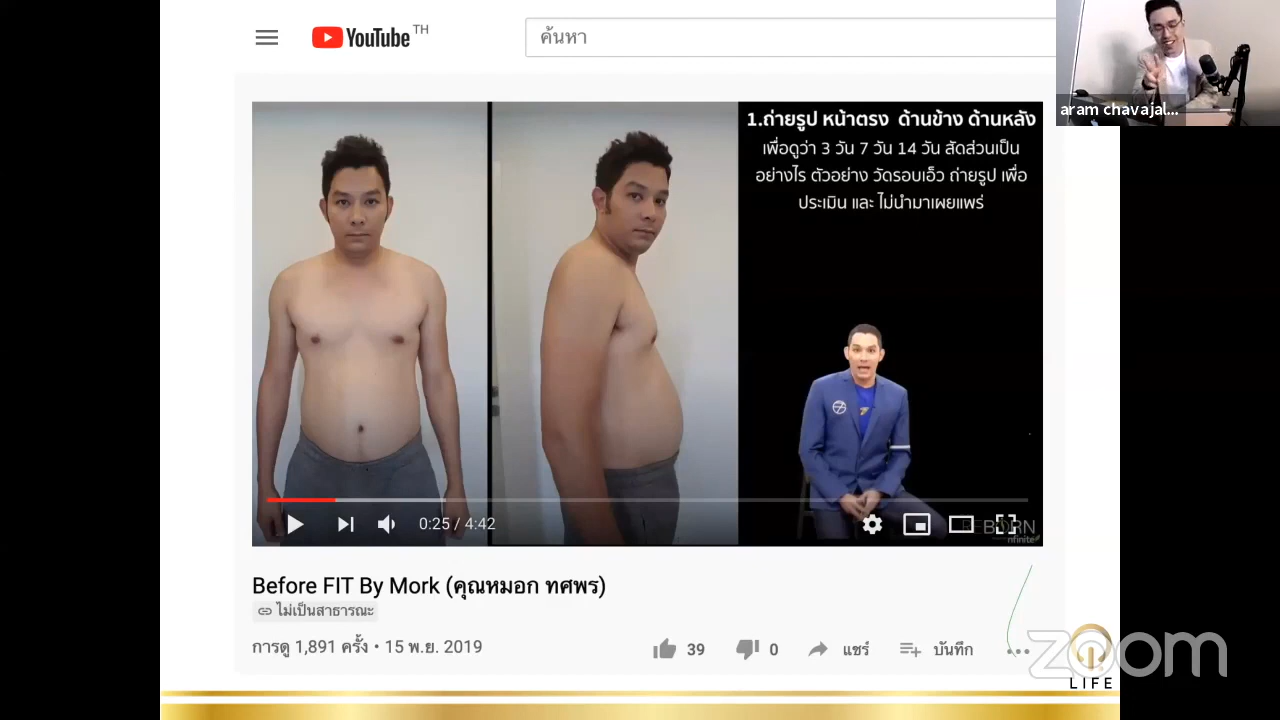 YouTube TH
ค้นหา
aram chavajal...
1.ถ่ายรูป หน้าตรง ด้านข้าง ด้านหลัง
เพื่อดูว่า 3 วัน 7 วัน 14 วัน สัดส่วนเป็น
อย่างไร ตัวอย่าง วัดรอบเอ็ว ถ่ายรูป เพื่อ
ประเมิน และ ไม่นำมาเผยแพร่
0:25 / 4:42
REBORN
nfinite
Before FIT By Mork (คุณหมอก ทศพร)
ไม่เป็นสาธารณะ
การดู 1,891 ครั้ง • 15 พ.ย. 2019
39
0
แชร์
บันทึก
zoom
LIFE